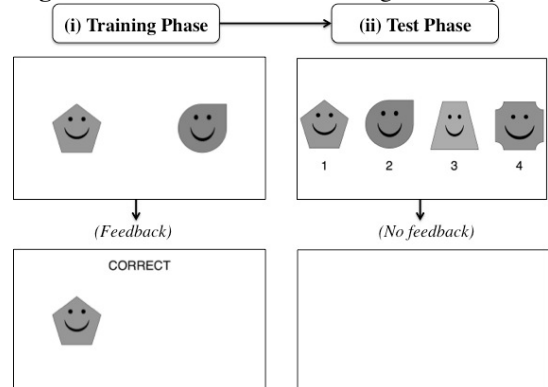 (i) Training Phase
(ii) Test Phase
1 2 3 4
(Feedback)
(No feedback)
CORRECT